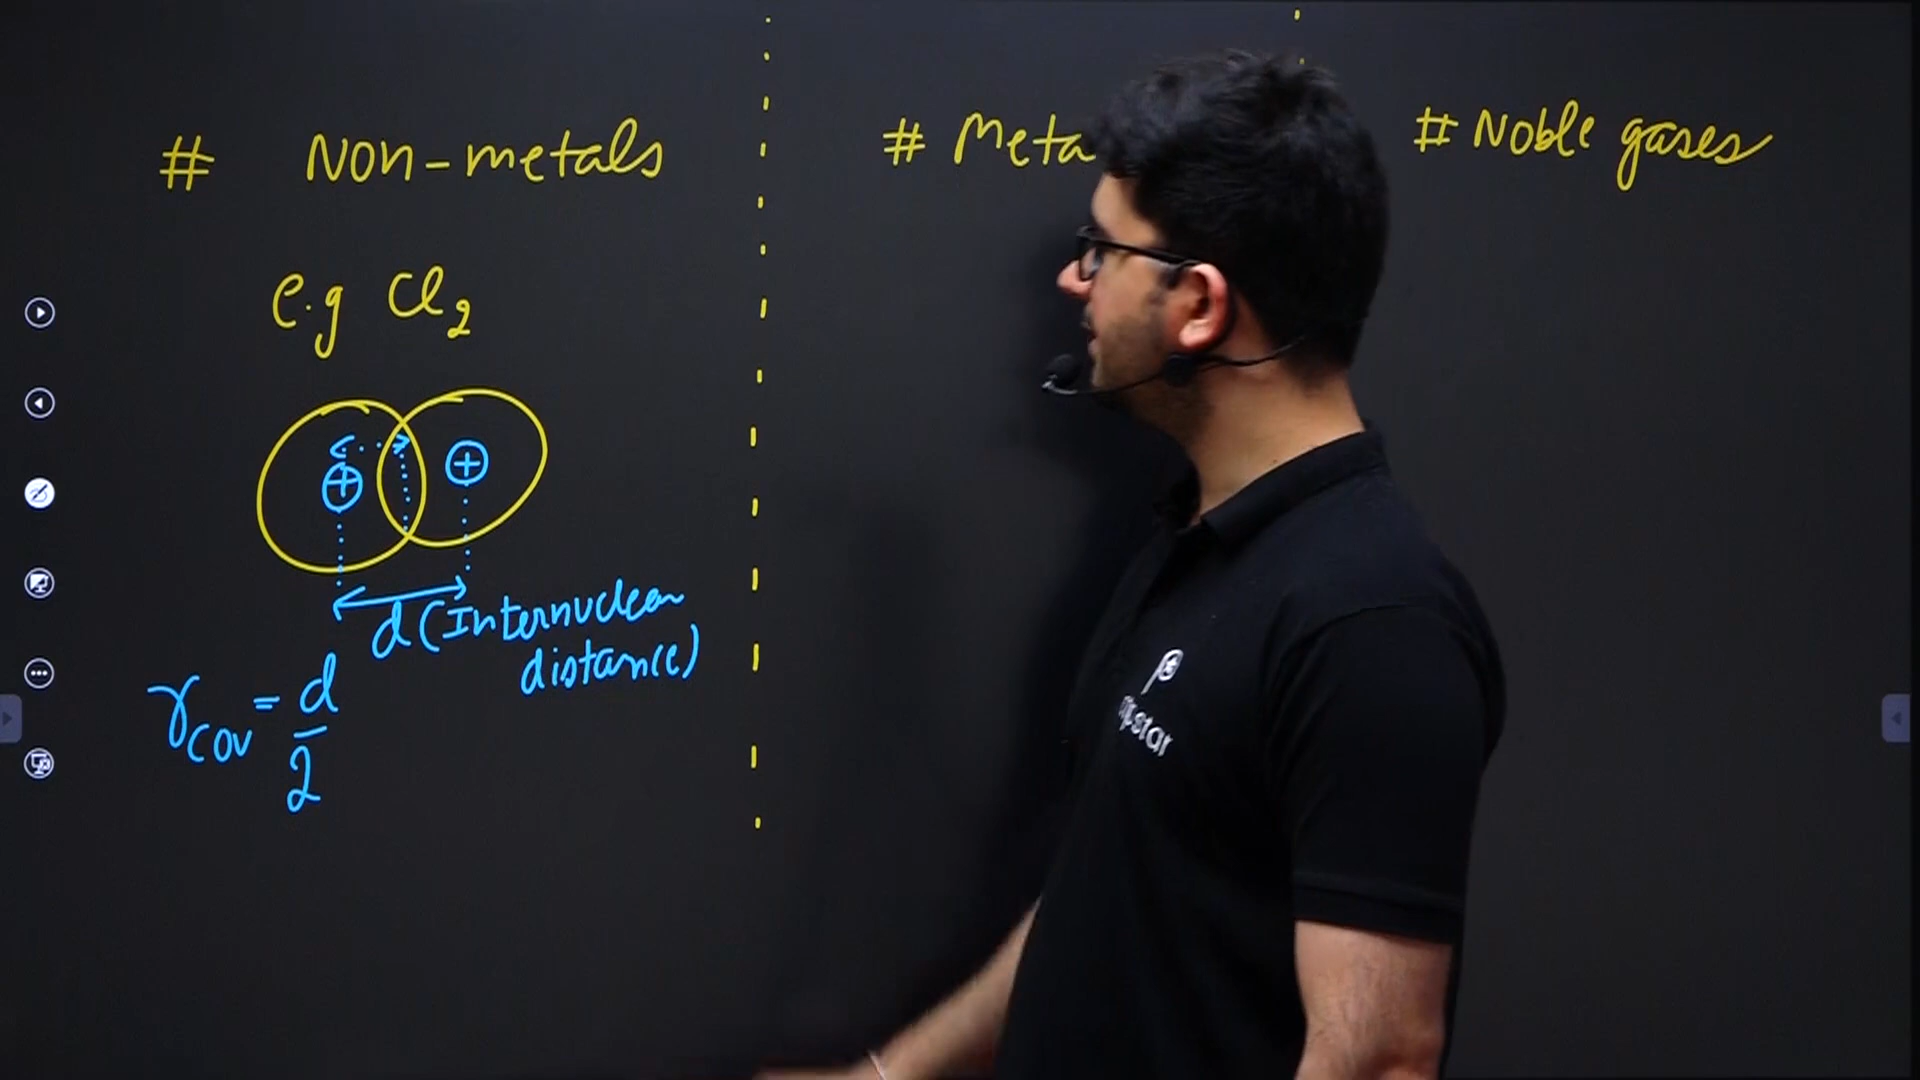 # Non-metals
e.g Cl2
d (Internuclear
distance)
rcov = d/2
# Meta
# Noble gases